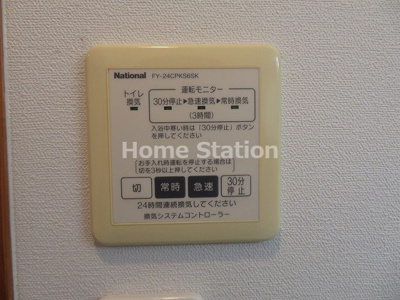 National FY-24CPKS6SK
運転モニター
トイレ
換気
30分停止▶急速換気▶常時換気
(3時間)
入浴中寒い時は「30分停止」ボタン
を押してください
Home Station
お手入れ時運転を停止する場合は
切を3秒以上押してください
切 常時 急速 30分
停止
24時間連続換気してください
換気システムコントローラー